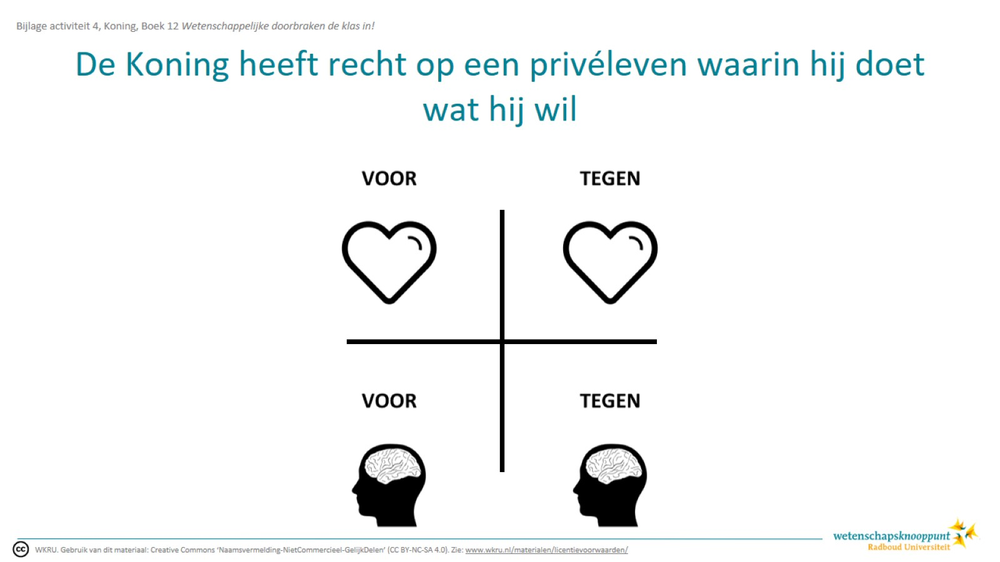 Bijlage activiteit 4, Koning, Boek 12 Wetenschappelijke doorbraken de klas in!
De Koning heeft recht op een privéleven waarin hij doet
wat hij wil
VOOR TEGEN
VOOR TEGEN
wetenschapsknooppunt
Radboud Universiteit
cc WKRU. Gebruik van dit materiaal: Creative Commons ‘Naamsvermelding-NietCommercieel-GelijkDelen’ (CC BY-NC-SA 4.0). Zie: www.wkru.nl/materialen/licentievoorwaarden/